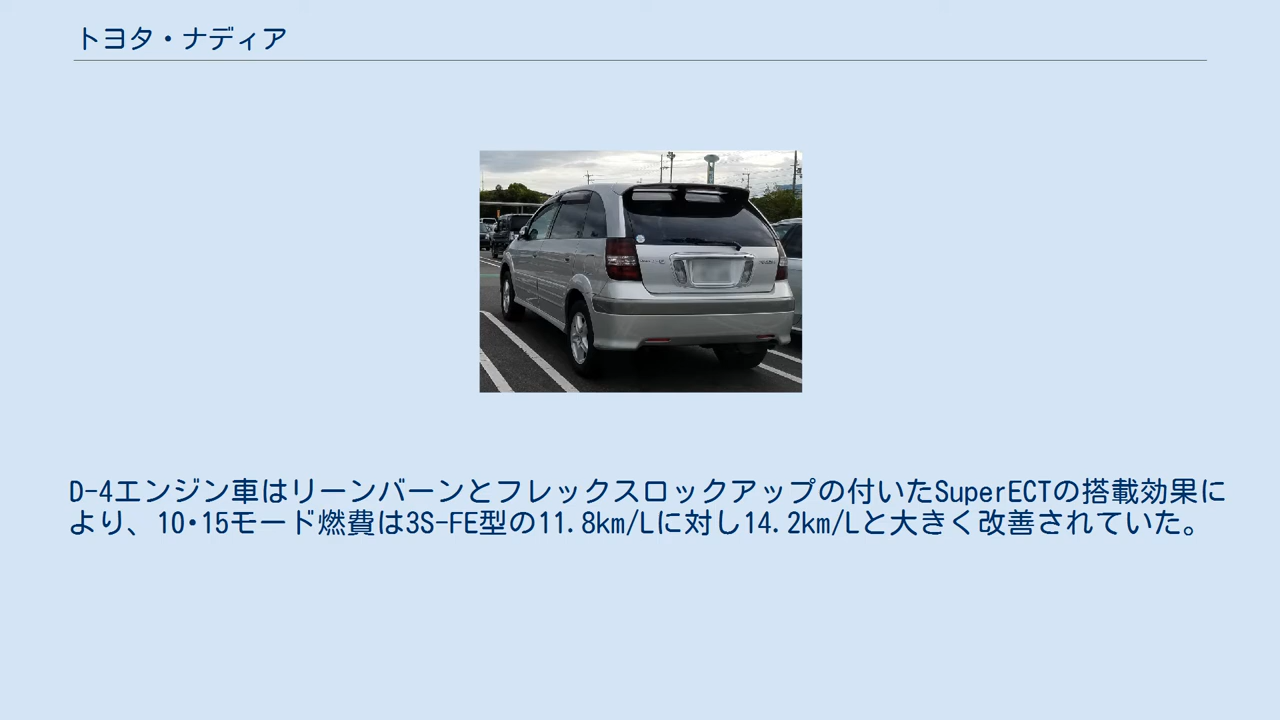 トヨタ・ナディア
D-4エンジン車はリーンバーンとフレックスロックアップの付いたSuperECTの搭載効果に
より、10・15モード燃費は3S-FE型の11.8km/Lに対し14.2km/Lと大きく改善されていた。